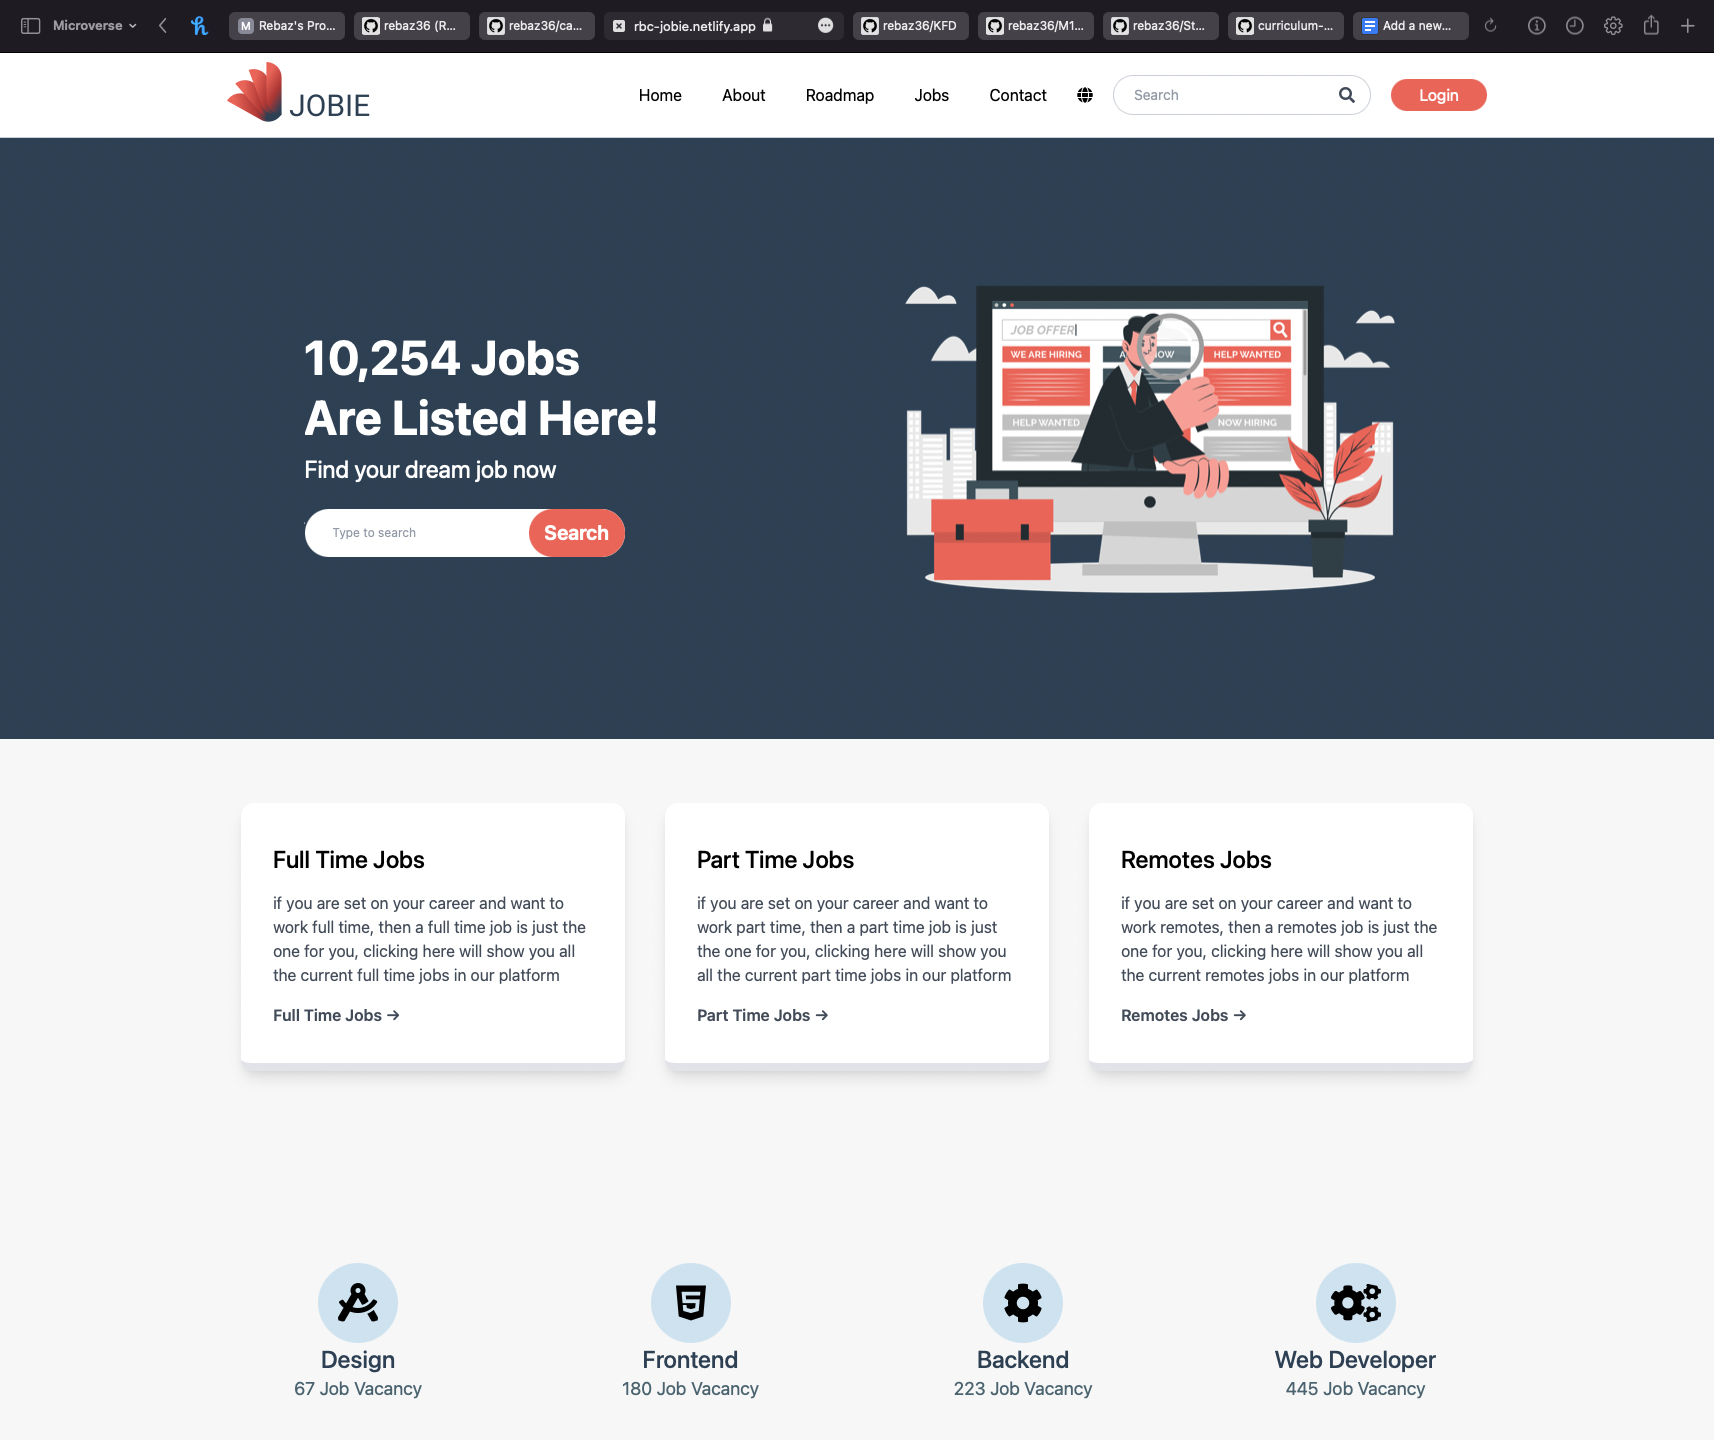 Microverse
M Rebaz's Pro...
rebaz36 (R...
rebaz36/ca...
rbc-jobie.netlify.app
rebaz36/KFD
rebaz36/M1...
rebaz36/St...
curriculum-...
Add a new...
JOBIE
Home
About
Roadmap
Jobs
Contact
Search
Login
10,254 Jobs
Are Listed Here!
Find your dream job now
Type to search
Search
JOB OFFER
WE ARE HIRING
HELP WANTED
HELP WANTED
NOW HIRING
Full Time Jobs
if you are set on your career and want to
work full time, then a full time job is just the
one for you, clicking here will show you all
the current full time jobs in our platform
Full Time Jobs →
Part Time Jobs
if you are set on your career and want to
work part time, then a part time job is just
the one for you, clicking here will show you
all the current part time jobs in our platform
Part Time Jobs →
Remotes Jobs
if you are set on your career and want to
work remotes, then a remotes job is just the
one for you, clicking here will show you all
the current remotes jobs in our platform
Remotes Jobs →
Design
67 Job Vacancy
Frontend
180 Job Vacancy
Backend
223 Job Vacancy
Web Developer
445 Job Vacancy